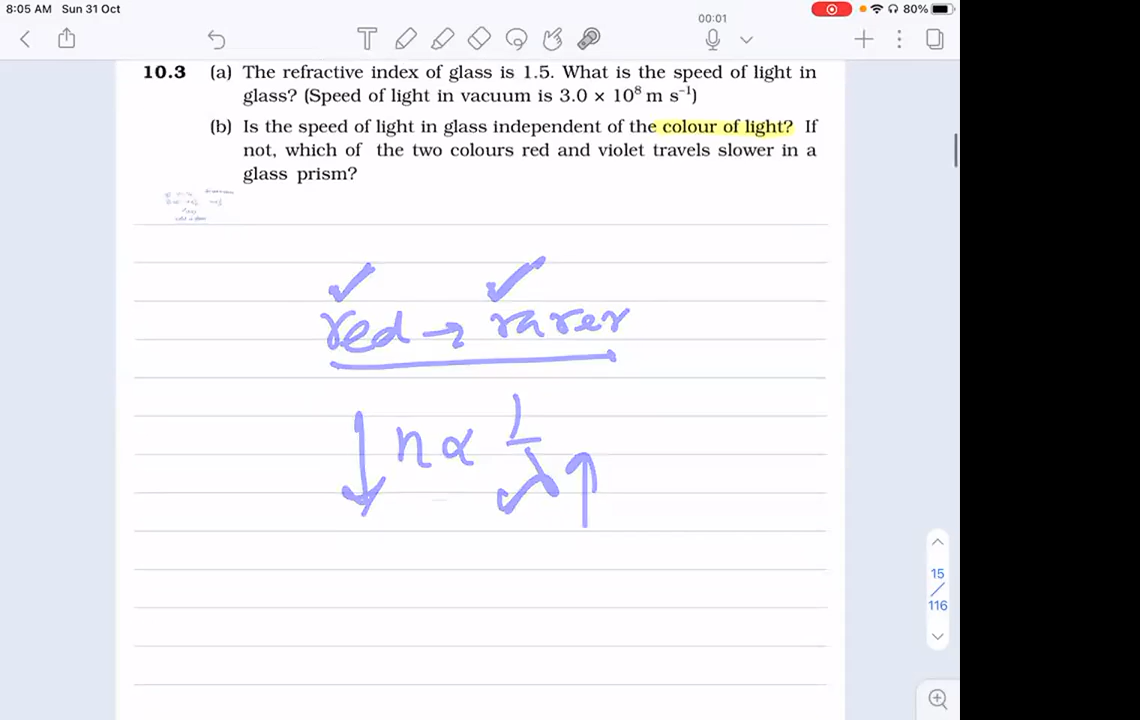 8:05 AM Sun 31 Oct
80%
00:01
10.3 (a) The refractive index of glass is 1.5. What is the speed of light in
glass? (Speed of light in vacuum is 3.0 × 10⁸ m s⁻¹)
(b) Is the speed of light in glass independent of the colour of light? If
not, which of the two colours red and violet travels slower in a
glass prism?
red → rarer
n ∝ 1/λ
15
116